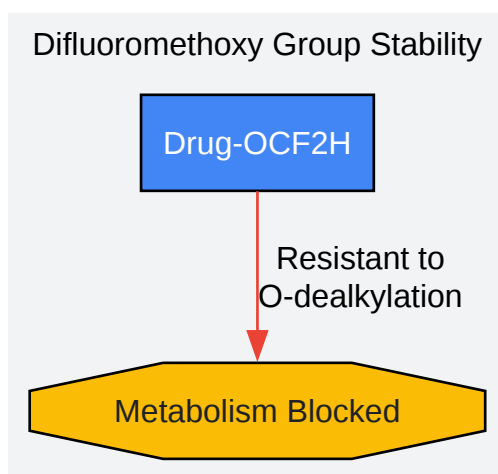 Difluoromethoxy Group Stability
Drug-OCF2H
Resistant to
O-dealkylation
Metabolism Blocked